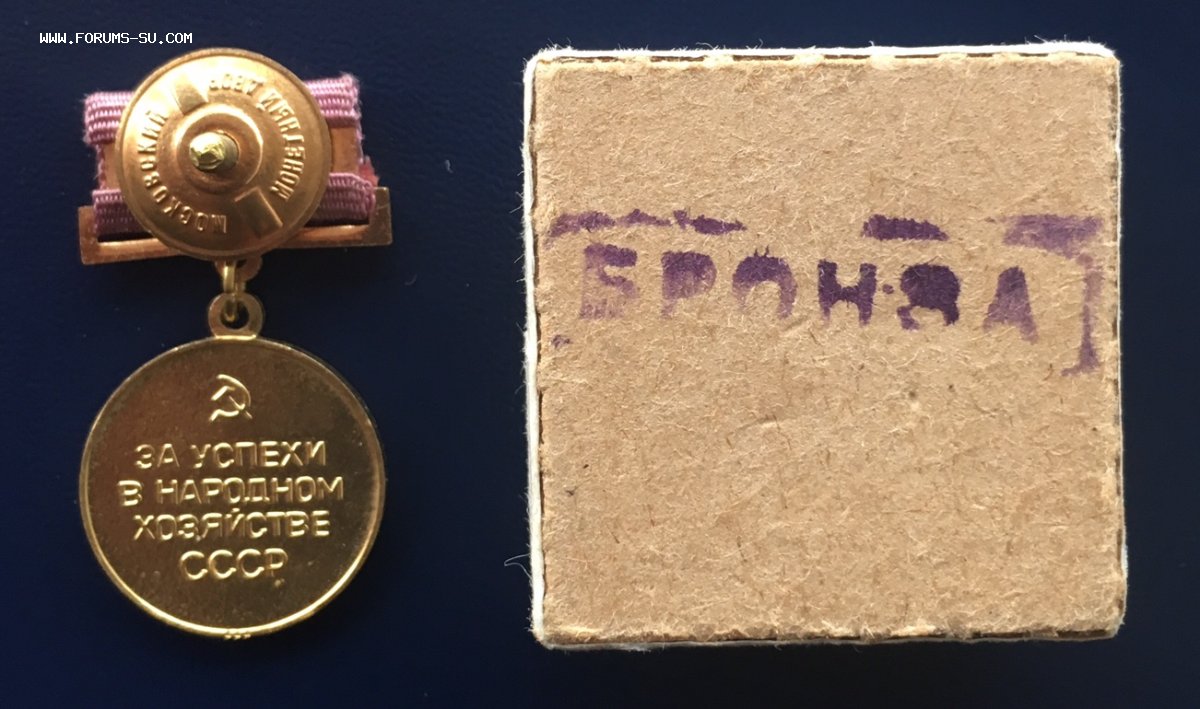 WWW.FORUMS-SU.COM
МОСКОВСКИЙ МОНЕТНЫЙ ДВОР
ЗА УСПЕХИ
В НАРОДНОМ
ХОЗЯЙСТВЕ
СССР
БРОНЗА